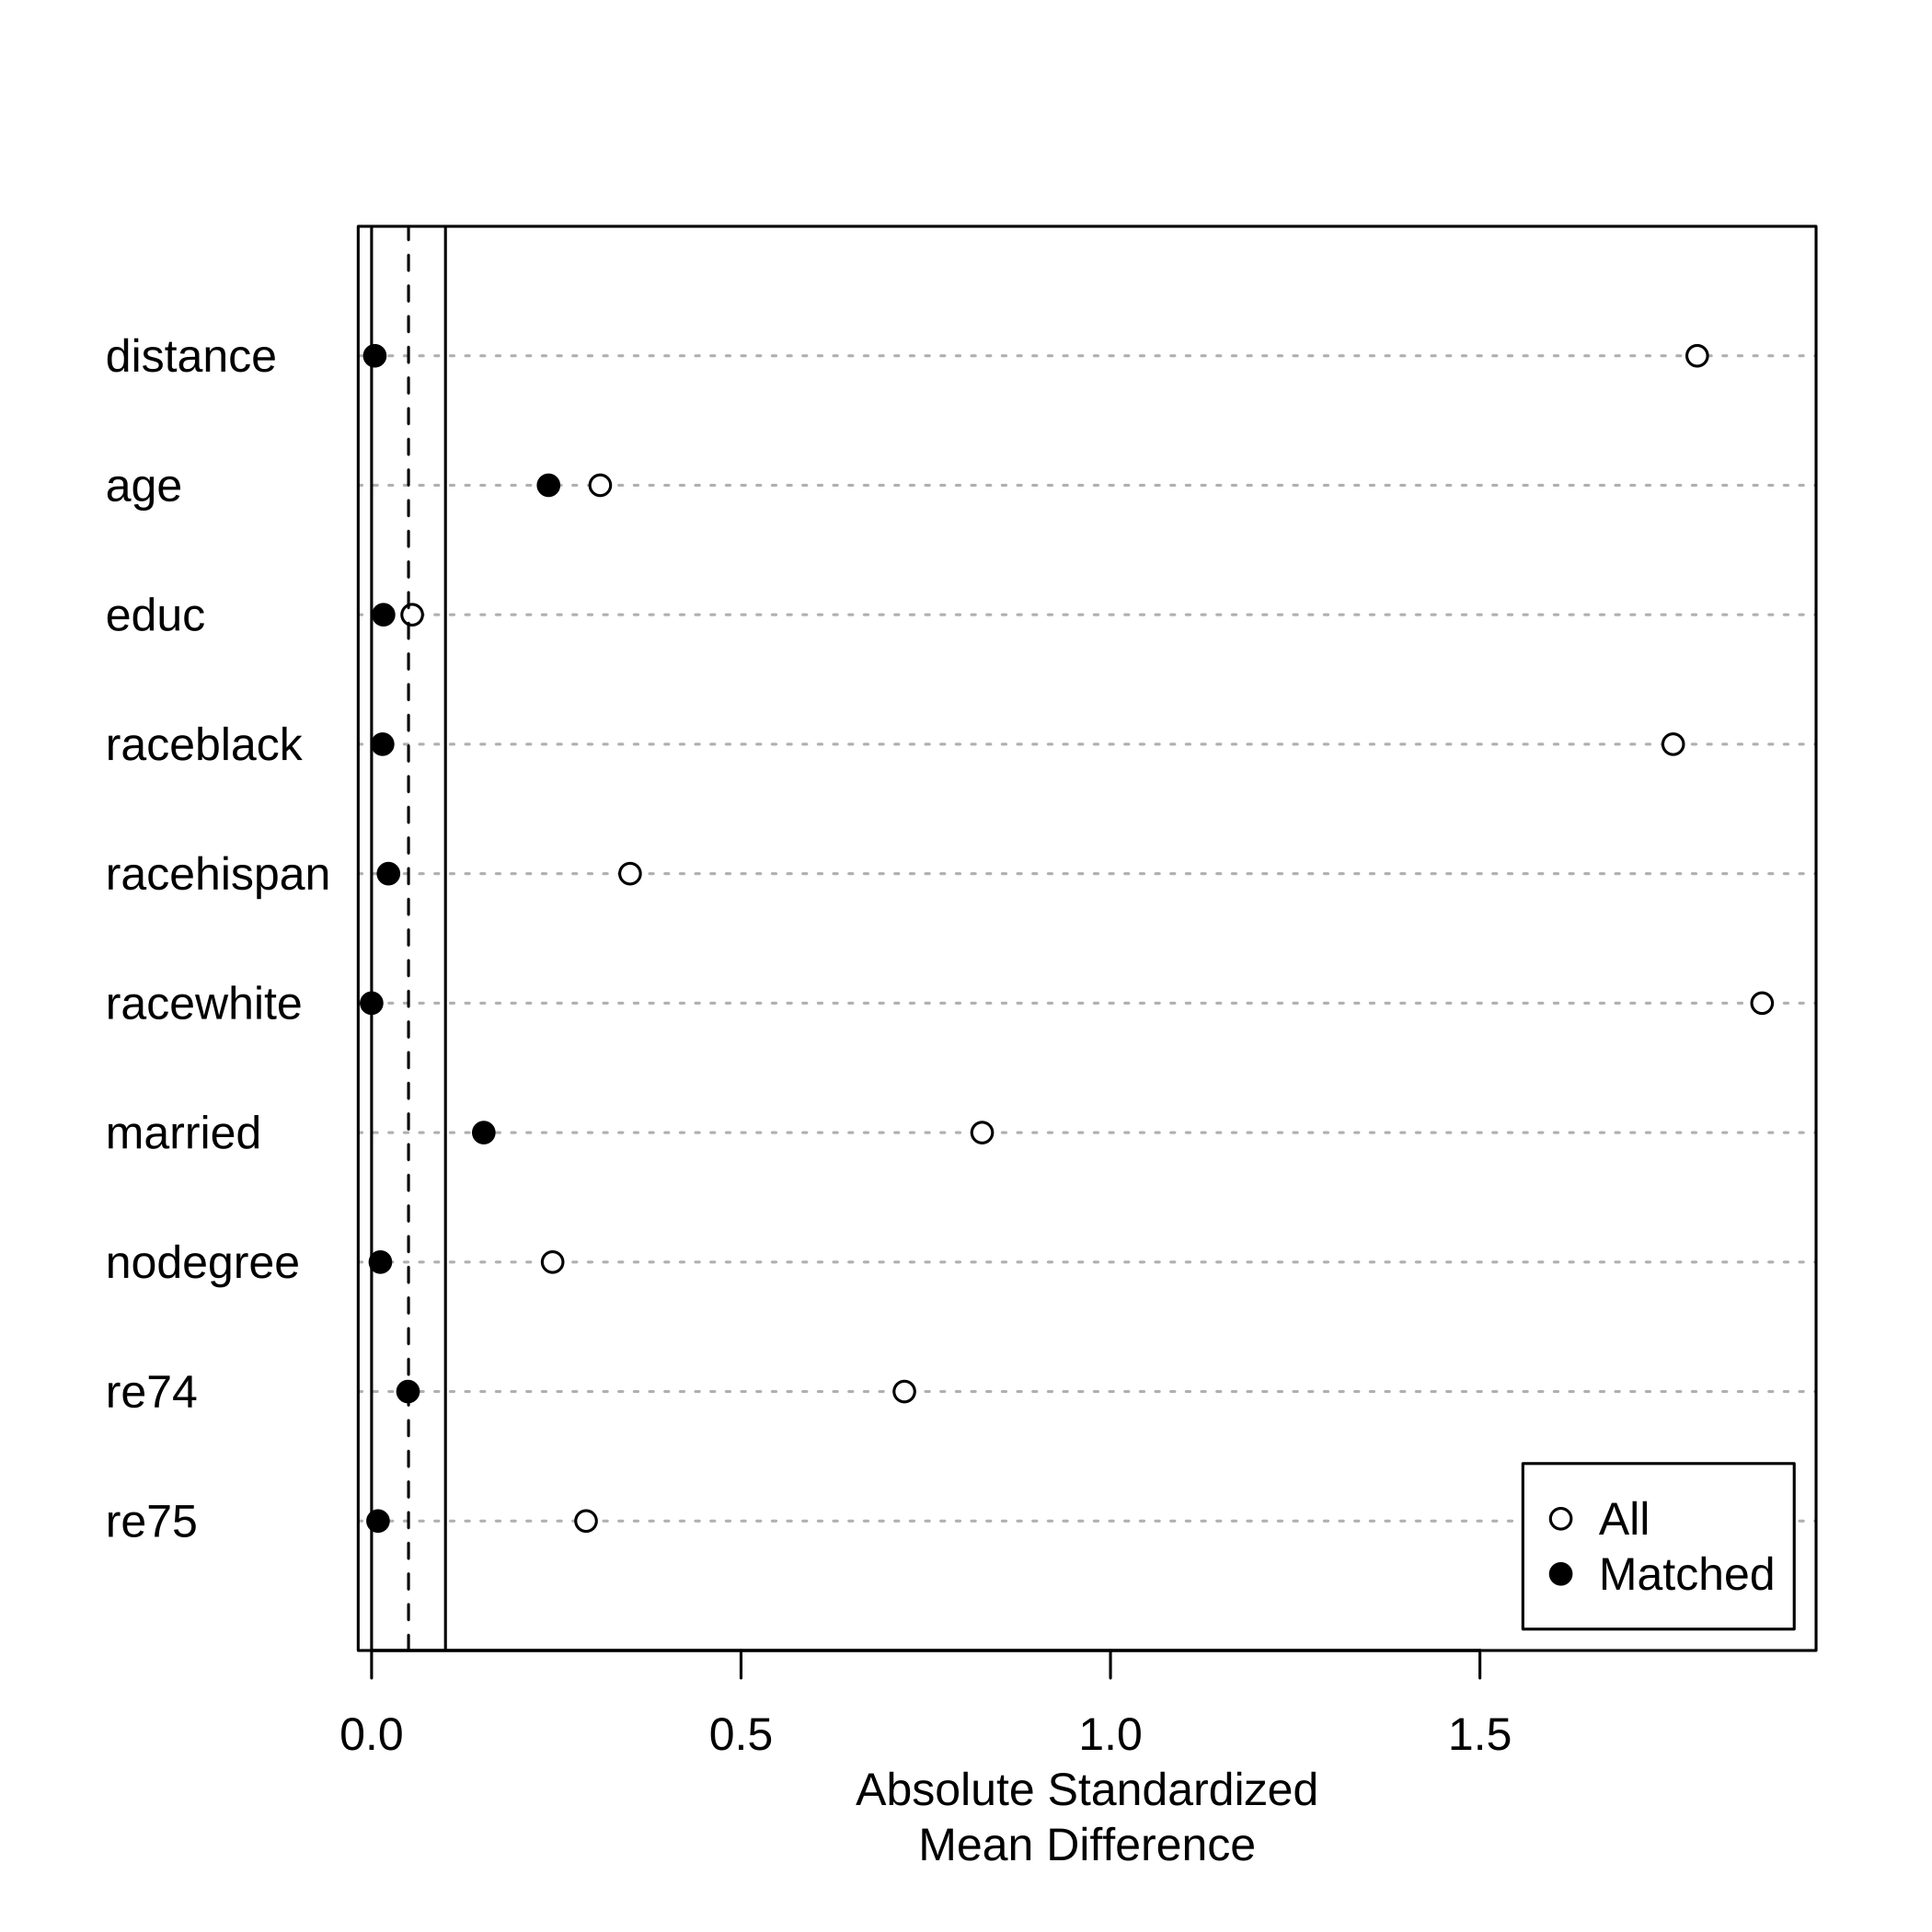 distance
age
educ
raceblack
racehispan
racewhite
married
nodegree
re74
re75
All
Matched
0.0 0.5 1.0 1.5
Absolute Standardized
Mean Difference